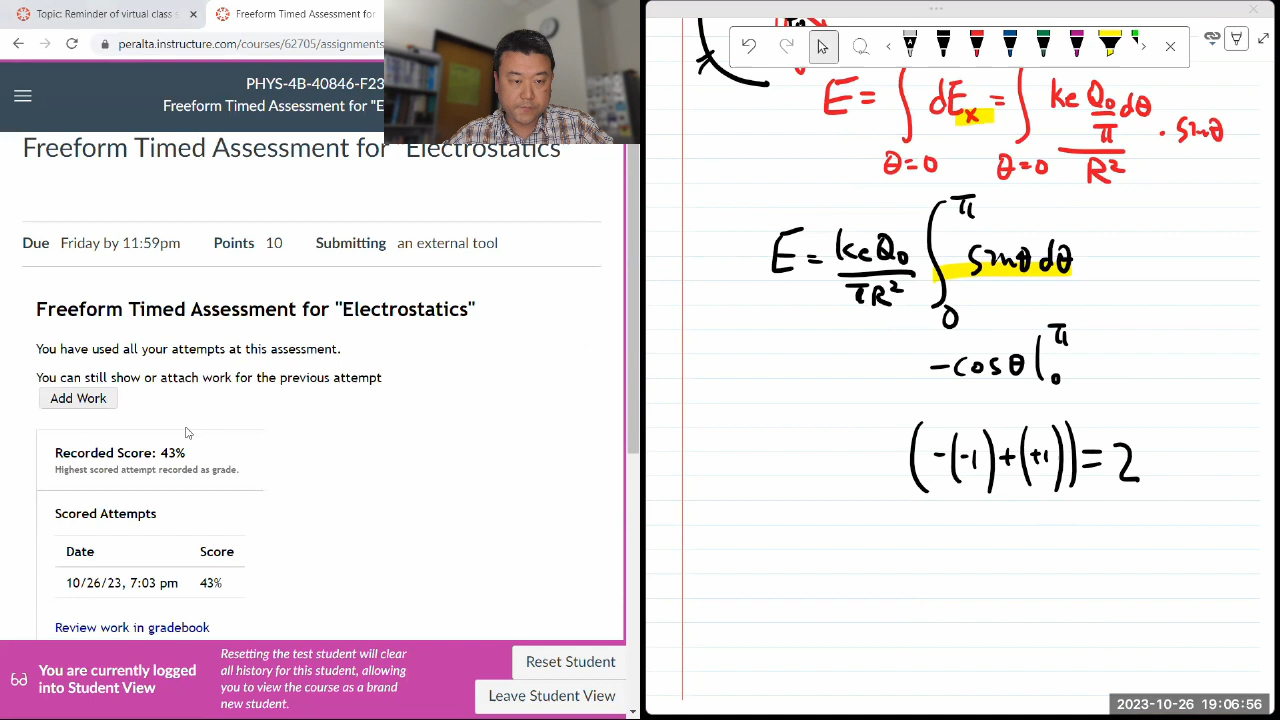 Topic: Reminder of virtual class t
Freeform Timed Assessment for
peralta.instructure.com/courses/62705/assignments
PHYS-4B-40846-F23
Freeform Timed Assessment for "E
Freeform Timed Assessment for "Electrostatics"
Due Friday by 11:59pm Points 10 Submitting an external tool
Freeform Timed Assessment for "Electrostatics"
You have used all your attempts at this assessment.
You can still show or attach work for the previous attempt
Add Work
Recorded Score: 43%
Highest scored attempt recorded as grade.
Scored Attempts
Date Score
10/26/23, 7:03 pm 43%
Review work in gradebook
You are currently logged into Student View
Resetting the test student will clear
all history for this student, allowing
you to view the course as a brand
new student.
Reset Student
Leave Student View
E = ∫ dEx = ∫ ke Q0/π dθ / R² · sinθ
θ=0 θ=0
E = keQ0/πR² ∫₀^π sinθ dθ
-cosθ |₀^π
(-(-1)+(+1)) = 2
2023-10-26 19:06:56